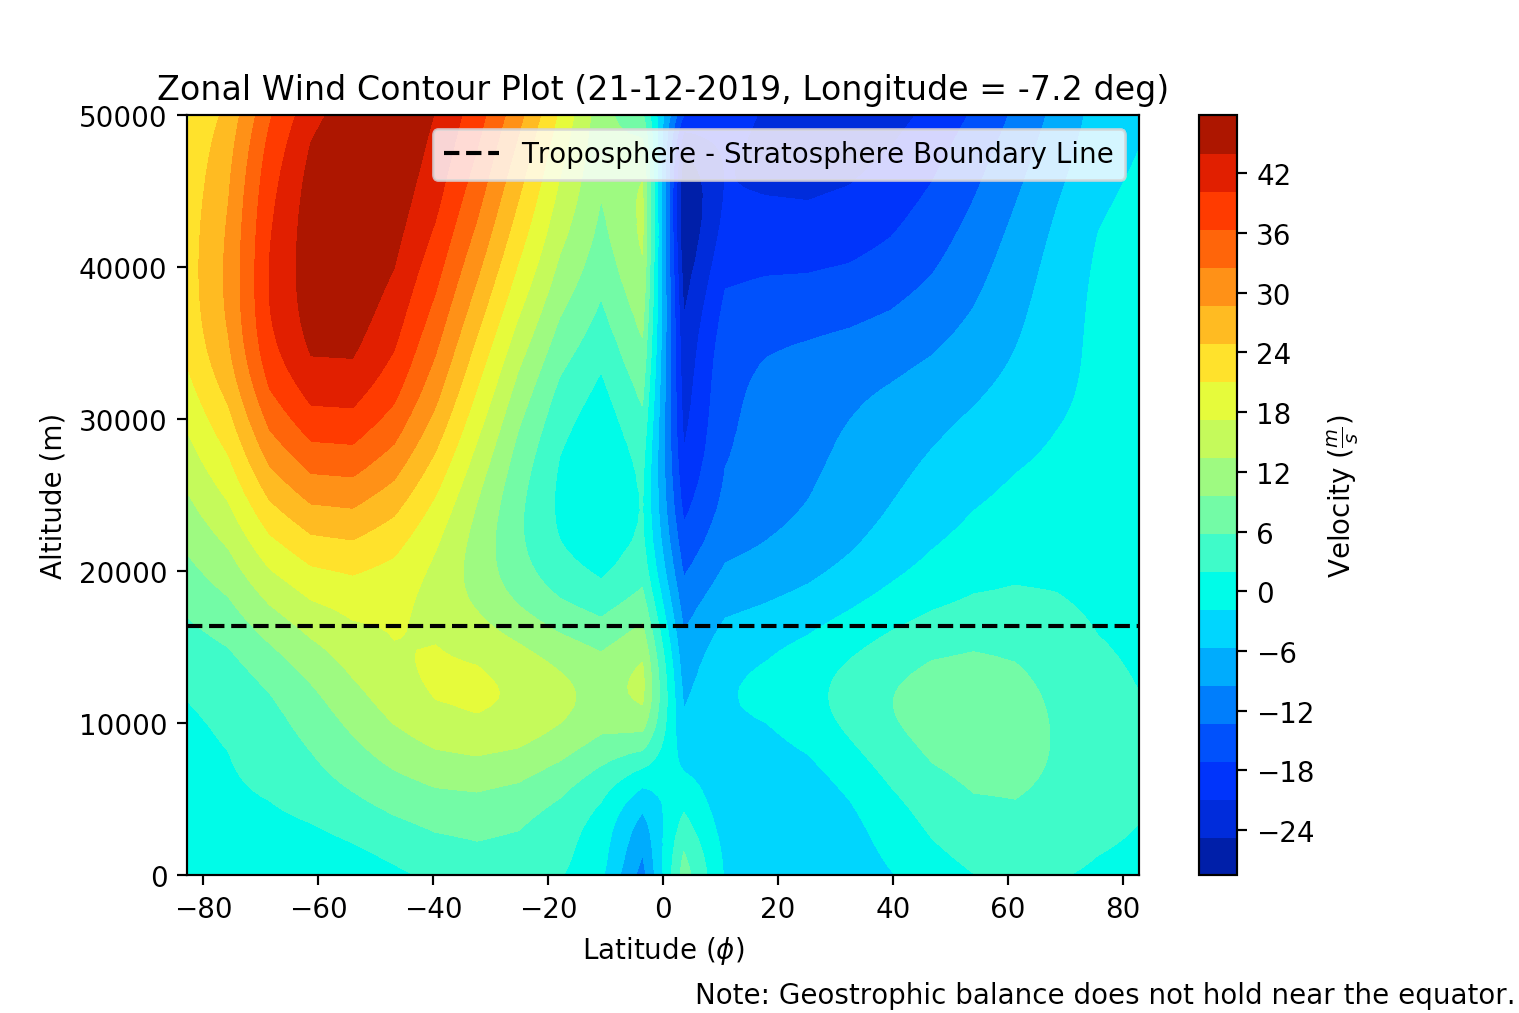 Zonal Wind Contour Plot (21-12-2019, Longitude = -7.2 deg)
Troposphere - Stratosphere Boundary Line
50000
40000
30000
20000
10000
0
Altitude (m)
−80 −60 −40 −20 0 20 40 60 80
Latitude (ϕ)
42
36
30
24
18
12
6
0
−6
−12
−18
−24
Velocity (m/s)
Note: Geostrophic balance does not hold near the equator.